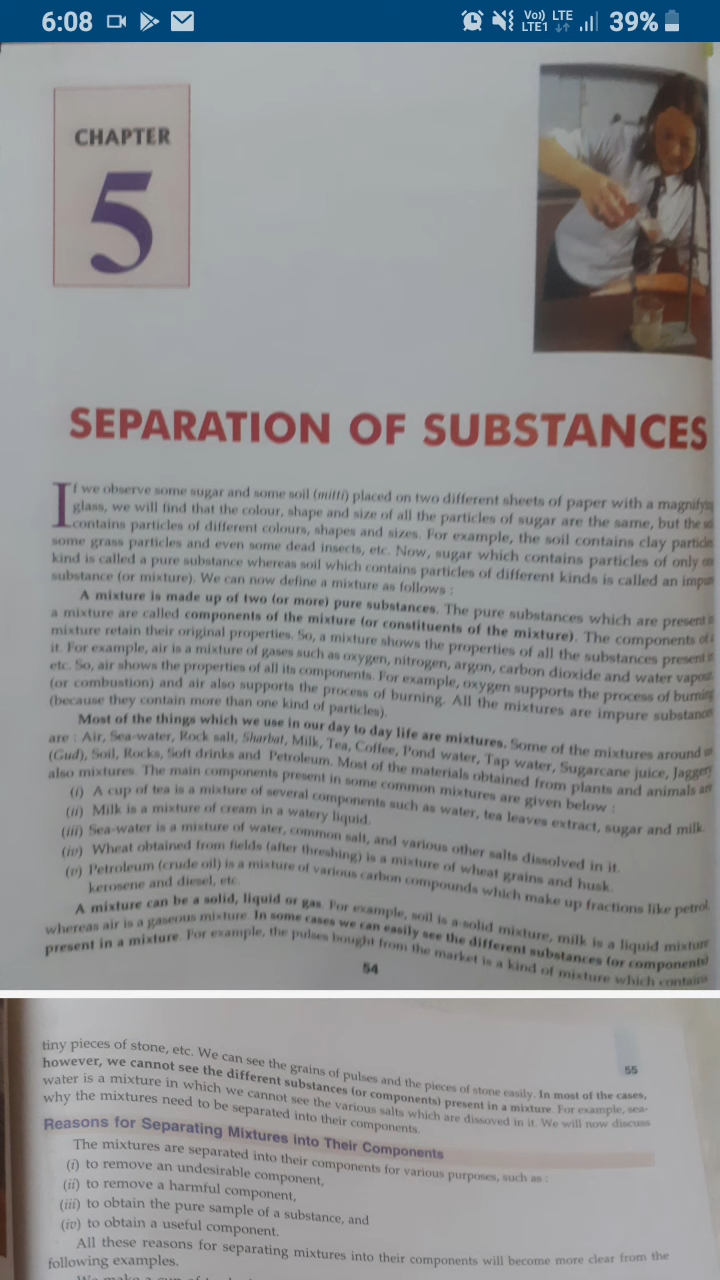 6:08
Vo)) LTE
LTE1
39%
CHAPTER
5
SEPARATION OF SUBSTANCES
If we observe some sugar and some soil (mitti) placed on two different sheets of paper with a
glass, we will find that the colour, shape and size of all the particles of sugar are the same, but the
contains particles of different colours, shapes and sizes. For example, the soil contains clay
some grass particles and even some dead insects, etc. Now, sugar which contains particles of only
kind is called a pure substance whereas soil which contains particles of different kinds is called an
substance (or mixture). We can now define a mixture as follows :
A mixture is made up of two (or more) pure substances. The pure substances which are present
a mixture are called components of the mixture (or constituents of the mixture). The components of
mixture retain their original properties. So, a mixture shows the properties of all the substances present
it. For example, air is a mixture of gases such as oxygen, nitrogen, argon, carbon dioxide and water
etc. So, air shows the properties of all its components. For example, oxygen supports the process of burning
(or combustion) and air also supports the process of burning. All the mixtures are impure
(because they contain more than one kind of particles).
Most of the things which we use in our day to day life are mixtures. Some of the mixtures around
are : Air, Sea-water, Rock salt, Sharbat, Milk, Tea, Coffee, Pond water, Tap water, Sugarcane juice, Jaggery
(Gud), Soil, Rocks, Soft drinks and Petroleum. Most of the materials obtained from plants and animals are
also mixtures. The main components present in some common mixtures are given below :
(i) A cup of tea is a mixture of several components such as water, tea leaves extract, sugar and milk.
(ii) Milk is a mixture of cream in a watery liquid.
(iii) Sea-water is a mixture of water, common salt, and various other salts dissolved in it.
(iv) Wheat obtained from fields (after threshing) is a mixture of wheat grains and husk.
(v) Petroleum (crude oil) is a mixture of various carbon compounds which make up fractions like petrol,
kerosene and diesel, etc.
A mixture can be a solid, liquid or gas. For example, soil is a solid mixture, milk is a liquid mixture
whereas air is a gaseous mixture. In some cases we can easily see the different substances (or components)
present in a mixture. For example, the pulses bought from the market is a kind of mixture which contains
54
55
tiny pieces of stone, etc. We can see the grains of pulses and the pieces of stone easily. In most of the cases,
however, we cannot see the different substances (or components) present in a mixture. For example, sea-
water is a mixture in which we cannot see the various salts which are dissoved in it. We will now discuss
why the mixtures need to be separated into their components.
Reasons for Separating Mixtures into Their Components
The mixtures are separated into their components for various purposes, such as :
(i) to remove an undesirable component,
(ii) to remove a harmful component,
(iii) to obtain the pure sample of a substance, and
(iv) to obtain a useful component.
All these reasons for separating mixtures into their components will become more clear from the
following examples.